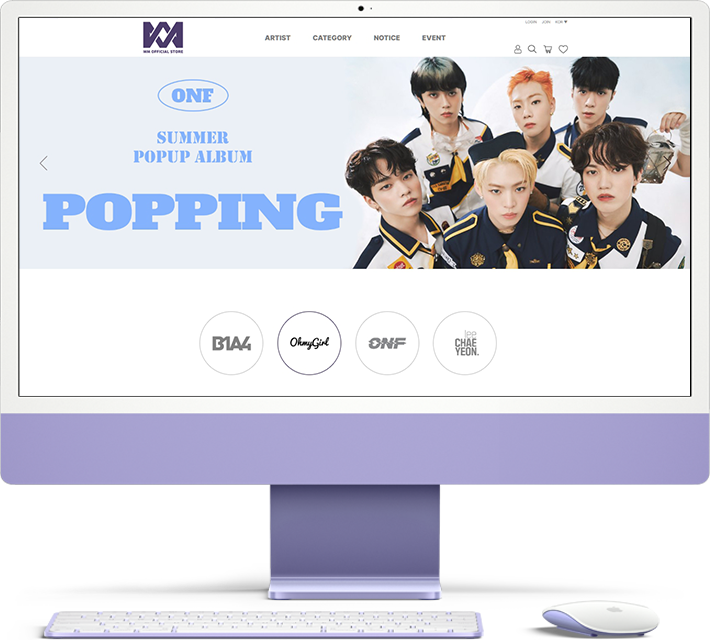 LOGIN JOIN KOR
WM
WM OFFICIAL STORE
ARTIST CATEGORY NOTICE EVENT
ONF
SUMMER
POPUP ALBUM
POPPING
B1A4
OhmyGirl
ONF
lee
CHAE
YEON.